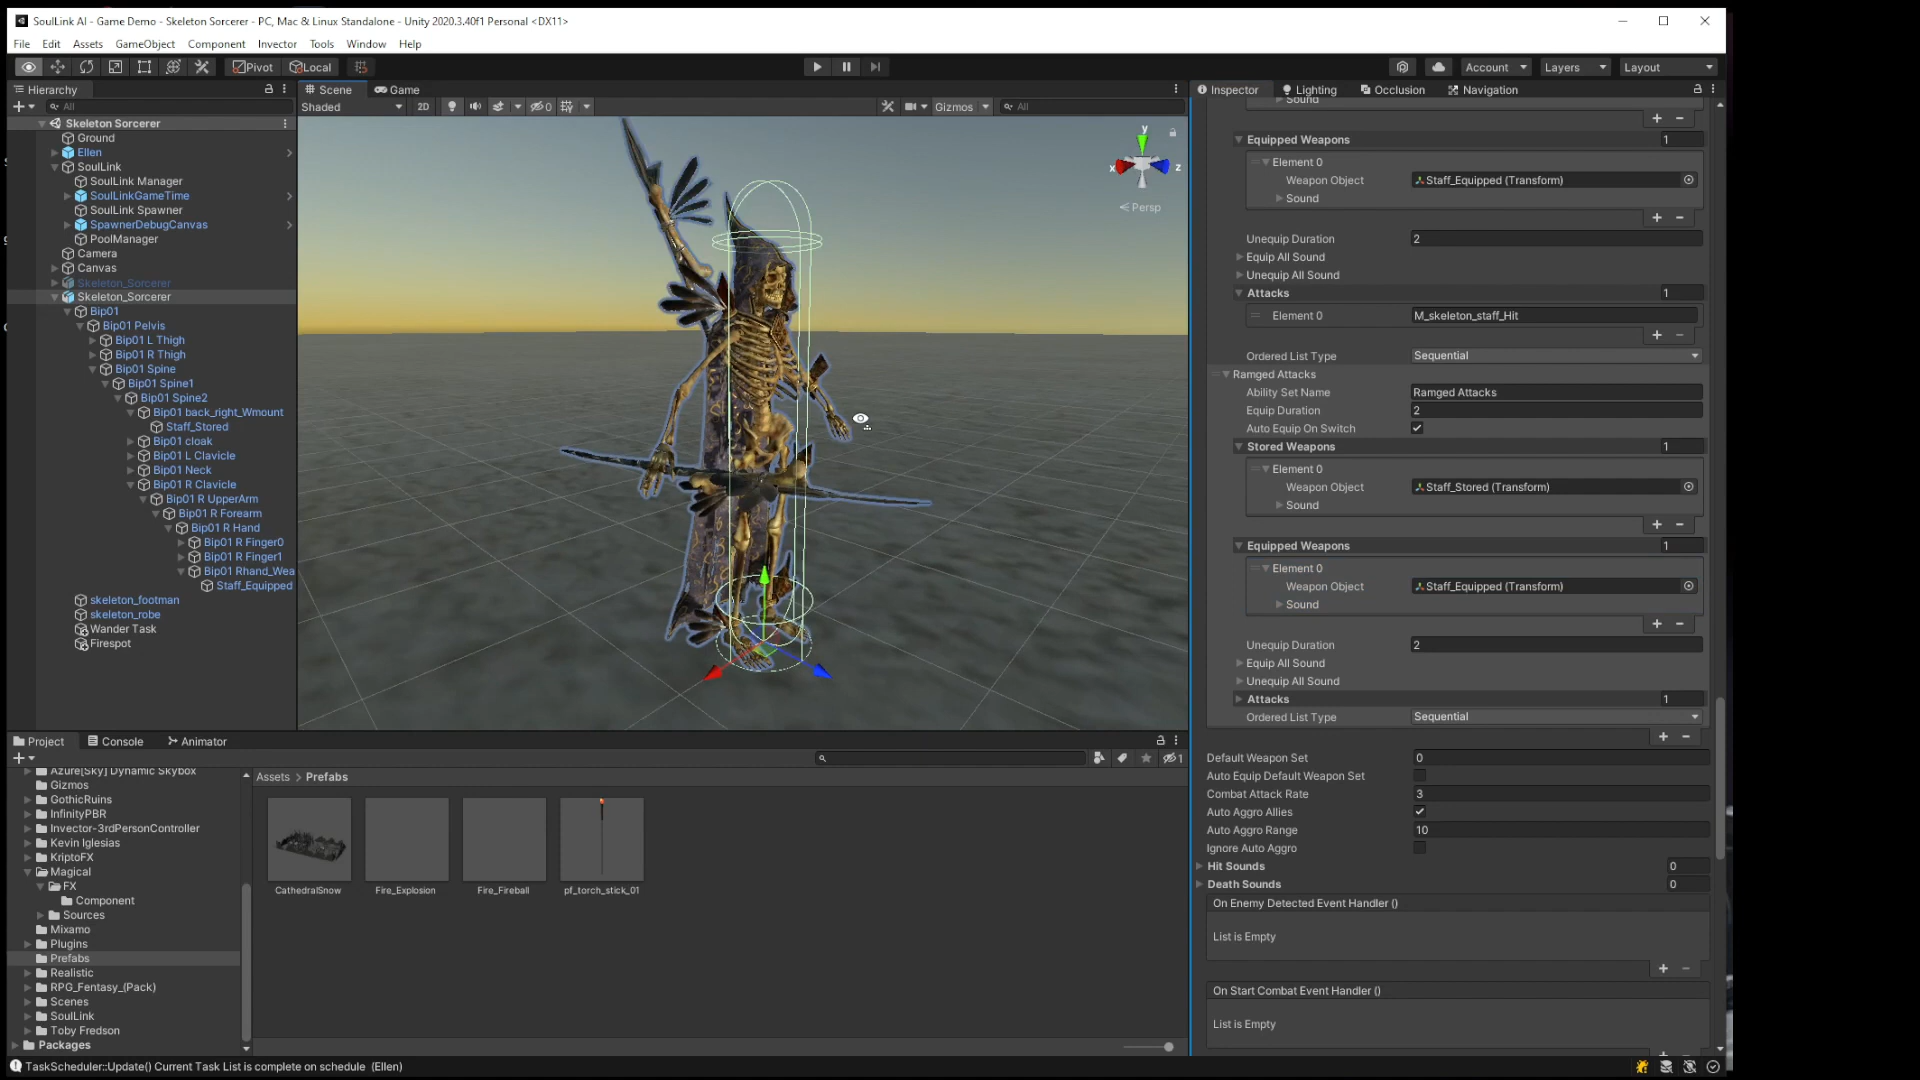 SoulLink AI - Game Demo - Skeleton Sorcerer - PC, Mac & Linux Standalone - Unity 2020.3.40f1 Personal <DX11>
File Edit Assets GameObject Component Invector Tools Window Help
Pivot Local Account Layers Layout
Hierarchy
All
Skeleton Sorcerer
Ground
Ellen
SoulLink
SoulLink Manager
SoulLinkGameTime
SoulLink Spawner
SpawnerDebugCanvas
PoolManager
Camera
Canvas
Skeleton_Sorcerer
Skeleton_Sorcerer
Bip01
Bip01 Pelvis
Bip01 L Thigh
Bip01 R Thigh
Bip01 Spine
Bip01 Spine1
Bip01 Spine2
Bip01 back_right_Wmount
Staff_Stored
Bip01 cloak
Bip01 L Clavicle
Bip01 Neck
Bip01 R Clavicle
Bip01 R UpperArm
Bip01 R Forearm
Bip01 R Hand
Bip01 R Finger0
Bip01 R Finger1
Bip01 Rhand_Wea
Staff_Equipped
skeleton_footman
skeleton_robe
Wander Task
Firespot
Scene Game
Shaded 2D 0 Gizmos All
y
x z
Persp
Inspector Lighting Occlusion Navigation
Sound
Equipped Weapons 1
Element 0
Weapon Object Staff_Equipped (Transform)
Sound
Unequip Duration 2
Equip All Sound
Unequip All Sound
Attacks 1
Element 0 M_skeleton_staff_Hit
Ordered List Type Sequential
Ramged Attacks
Ability Set Name Ramged Attacks
Equip Duration 2
Auto Equip On Switch
Stored Weapons 1
Element 0
Weapon Object Staff_Stored (Transform)
Sound
Equipped Weapons 1
Element 0
Weapon Object Staff_Equipped (Transform)
Sound
Unequip Duration 2
Equip All Sound
Unequip All Sound
Attacks 1
Ordered List Type Sequential
Default Weapon Set 0
Auto Equip Default Weapon Set
Combat Attack Rate 3
Auto Aggro Allies
Auto Aggro Range 10
Ignore Auto Aggro
Hit Sounds 0
Death Sounds 0
On Enemy Detected Event Handler ()
List is Empty
On Start Combat Event Handler ()
List is Empty
Project Console Animator
1
Azure[Sky] Dynamic Skybox
Gizmos
GothicRuins
InfinityPBR
Invector-3rdPersonController
Kevin Iglesias
KriptoFX
Magical
FX
Component
Sources
Mixamo
Plugins
Prefabs
Realistic
RPG_Fantasy_(Pack)
Scenes
SoulLink
Toby Fredson
Packages
Assets > Prefabs
CathedralSnow Fire_Explosion Fire_Fireball pf_torch_stick_01
TaskScheduler::Update() Current Task List is complete on schedule (Ellen)